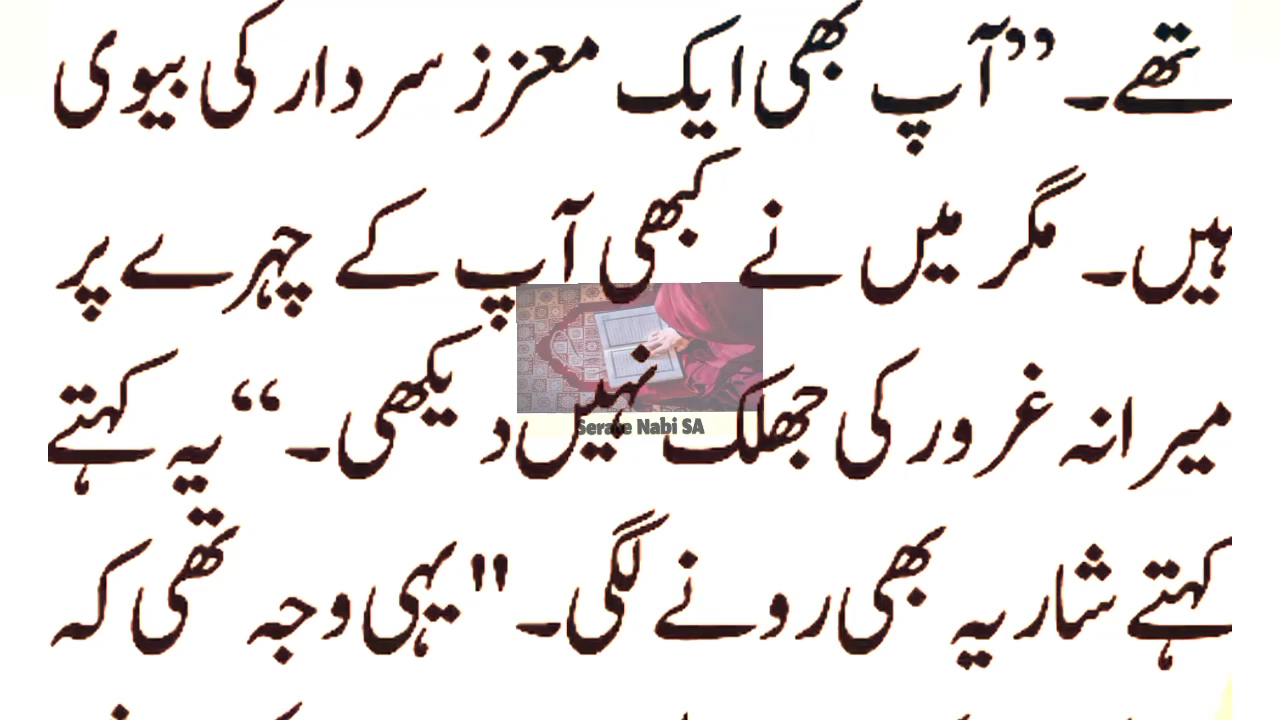 تھے۔ ”آپ بھی ایک معزز سردار کی بیوی
ہیں۔ مگر میں نے کبھی آپ کے چہرے پر
میرانہ غرور کی جھلک نہیں دیکھی۔“ یہ کہتے
Serate Nabi SA
کہتے شاریہ بھی رونے لگی۔ "یہی وجہ تھی کہ